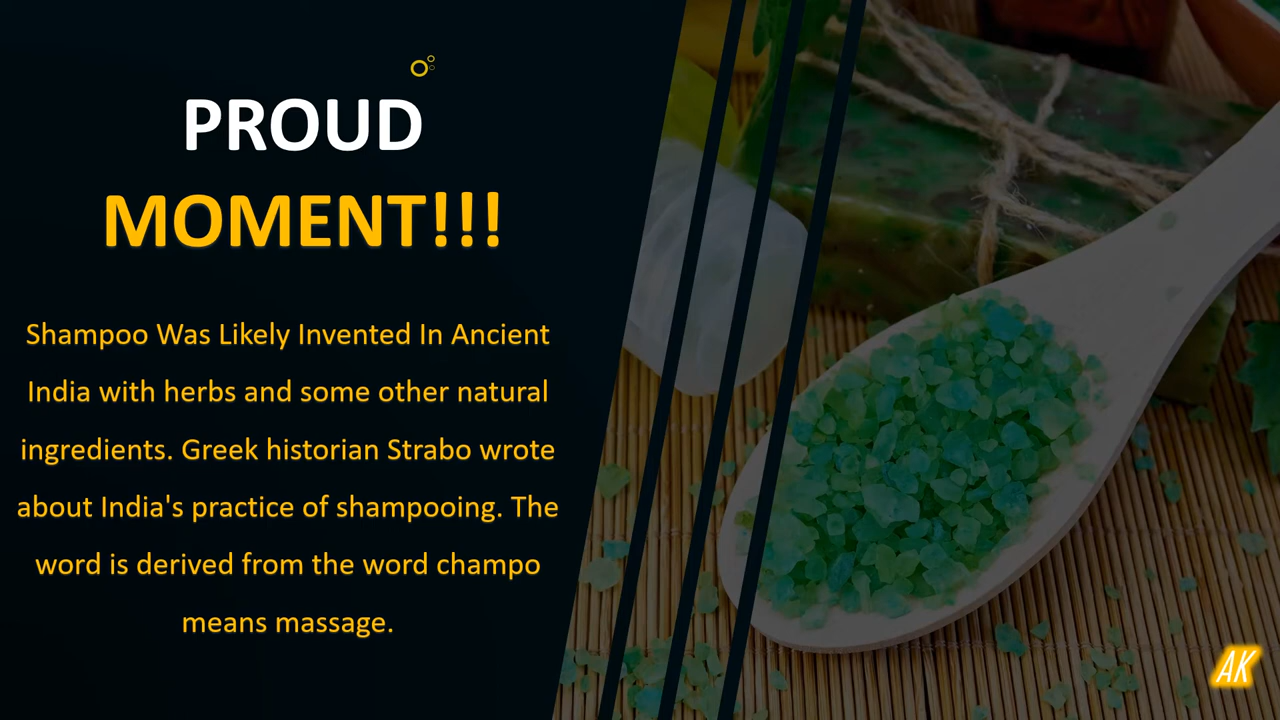 PROUD
MOMENT!!!
Shampoo Was Likely Invented In Ancient
India with herbs and some other natural
ingredients. Greek historian Strabo wrote
about India's practice of shampooing. The
word is derived from the word champo
means massage.
AK